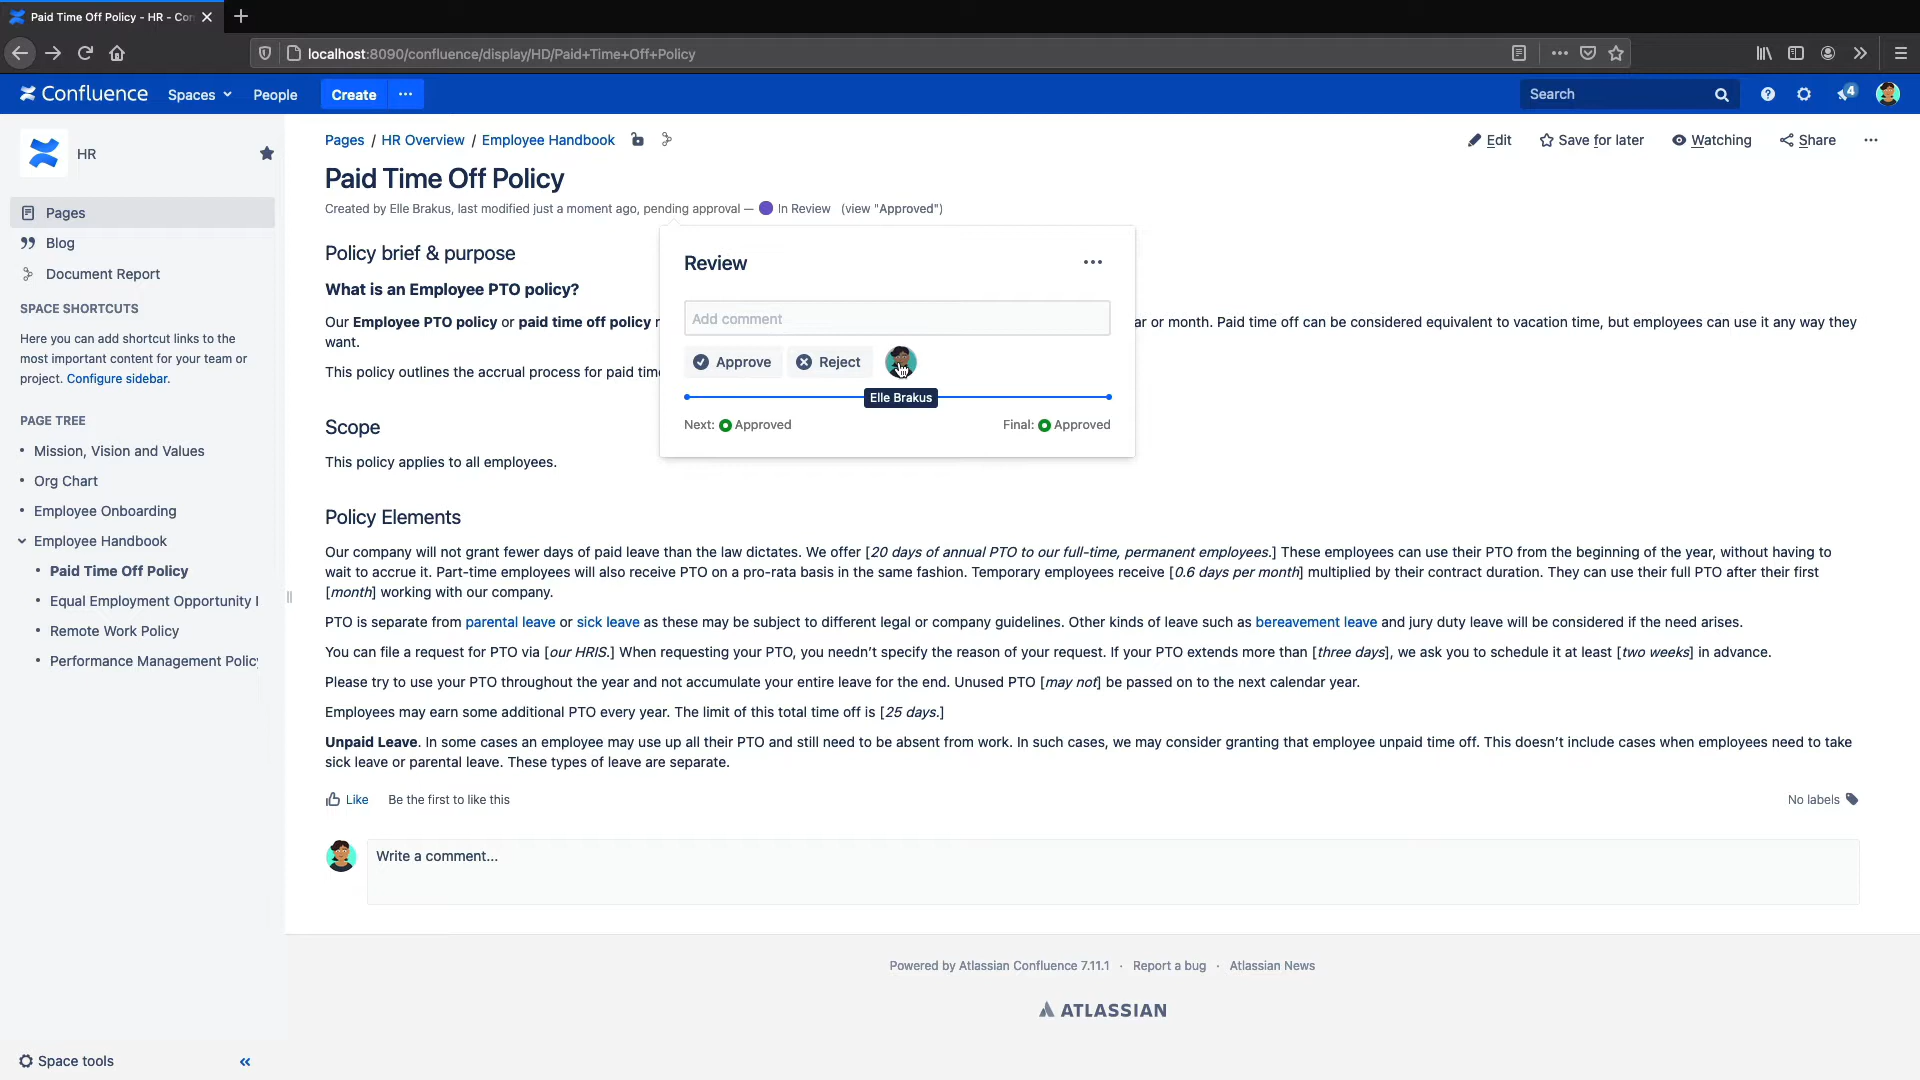 Paid Time Off Policy - HR - Con
localhost:8090/confluence/display/HD/Paid+Time+Off+Policy
Confluence Spaces People Create ··· Search 4
HR
Pages
Blog
Document Report
SPACE SHORTCUTS
Here you can add shortcut links to the
most important content for your team or
project. Configure sidebar.
PAGE TREE
• Mission, Vision and Values
• Org Chart
• Employee Onboarding
Employee Handbook
• Paid Time Off Policy
• Equal Employment Opportunity
• Remote Work Policy
• Performance Management Policy
Space tools «
Pages / HR Overview / Employee Handbook
Edit Save for later Watching Share ···
Paid Time Off Policy
Created by Elle Brakus, last modified just a moment ago, pending approval — In Review (view "Approved")
Policy brief & purpose
What is an Employee PTO policy?
Our Employee PTO policy or paid time off policy r
ar or month. Paid time off can be considered equivalent to vacation time, but employees can use it any way they
want.
This policy outlines the accrual process for paid tim
Review ···
Add comment
Approve Reject
Elle Brakus
Next: Approved Final: Approved
Scope
This policy applies to all employees.
Policy Elements
Our company will not grant fewer days of paid leave than the law dictates. We offer [20 days of annual PTO to our full-time, permanent employees.] These employees can use their PTO from the beginning of the year, without having to
wait to accrue it. Part-time employees will also receive PTO on a pro-rata basis in the same fashion. Temporary employees receive [0.6 days per month] multiplied by their contract duration. They can use their full PTO after their first
[month] working with our company.
PTO is separate from parental leave or sick leave as these may be subject to different legal or company guidelines. Other kinds of leave such as bereavement leave and jury duty leave will be considered if the need arises.
You can file a request for PTO via [our HRIS.] When requesting your PTO, you needn't specify the reason of your request. If your PTO extends more than [three days], we ask you to schedule it at least [two weeks] in advance.
Please try to use your PTO throughout the year and not accumulate your entire leave for the end. Unused PTO [may not] be passed on to the next calendar year.
Employees may earn some additional PTO every year. The limit of this total time off is [25 days.]
Unpaid Leave. In some cases an employee may use up all their PTO and still need to be absent from work. In such cases, we may consider granting that employee unpaid time off. This doesn't include cases when employees need to take
sick leave or parental leave. These types of leave are separate.
Like Be the first to like this No labels
Write a comment...
Powered by Atlassian Confluence 7.11.1 · Report a bug · Atlassian News
ATLASSIAN